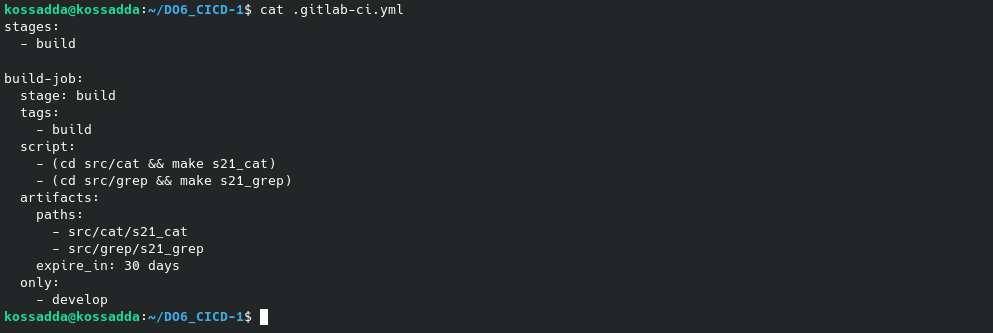 kossadda@kossadda:~/DO6_CICD-1$ cat .gitlab-ci.yml
stages:
  - build

build-job:
  stage: build
  tags:
    - build
  script:
    - (cd src/cat && make s21_cat)
    - (cd src/grep && make s21_grep)
  artifacts:
    paths:
      - src/cat/s21_cat
      - src/grep/s21_grep
    expire_in: 30 days
  only:
    - develop
kossadda@kossadda:~/DO6_CICD-1$